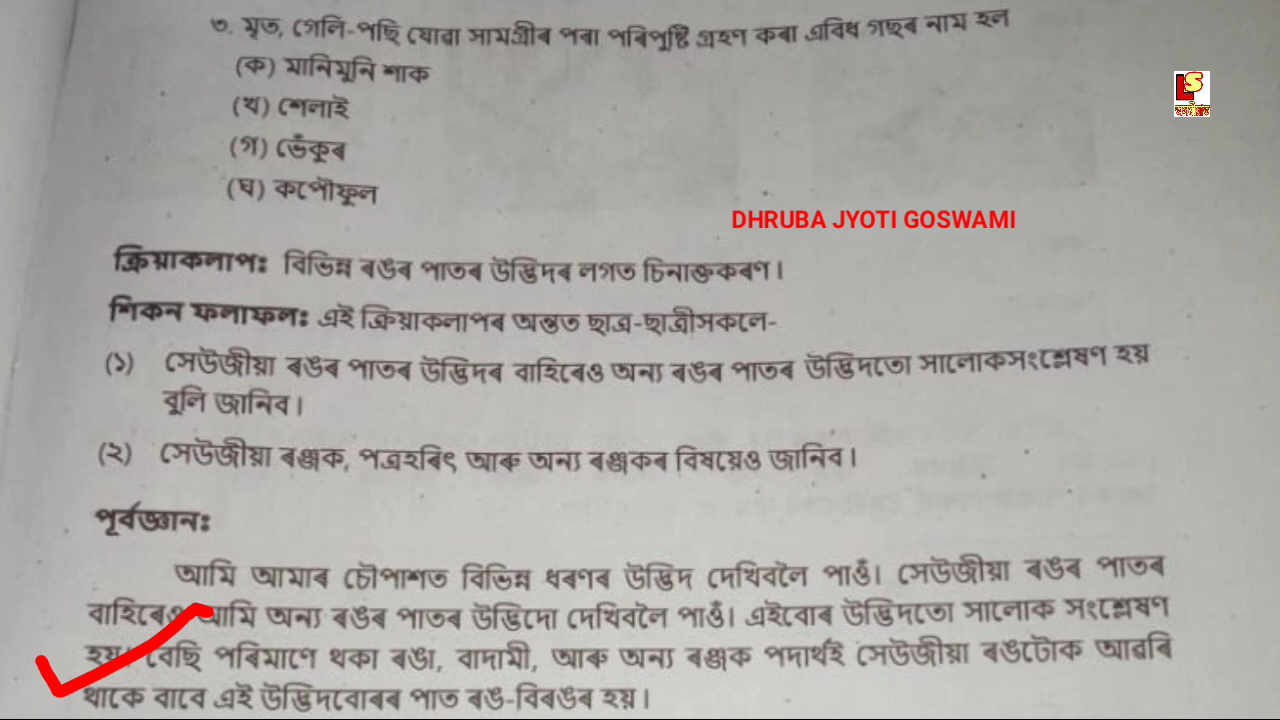 ৩. মৃত, গেলি-পছি যোৱা সামগ্ৰীৰ পৰা পৰিপুষ্টি গ্ৰহণ কৰা এবিধ গছৰ নাম হল
(ক) মানিমুনি শাক
(খ) শেলাই
(গ) ভেঁকুৰ
(ঘ) কপৌফুল
DHRUBA JYOTI GOSWAMI
ক্ৰিয়াকলাপঃ বিভিন্ন ৰঙৰ পাতৰ উদ্ভিদৰ লগত চিনাক্তকৰণ।
শিকন ফলাফলঃ এই ক্ৰিয়াকলাপৰ অন্তত ছাত্ৰ-ছাত্ৰীসকলে-
(১) সেউজীয়া ৰঙৰ পাতৰ উদ্ভিদৰ বাহিৰেও অন্য ৰঙৰ পাতৰ উদ্ভিদতো সালোকসংশ্লেষণ হয়
বুলি জানিব।
(২) সেউজীয়া ৰঞ্জক, পত্ৰহৰিৎ আৰু অন্য ৰঞ্জকৰ বিষয়েও জানিব।
পূৰ্বজ্ঞানঃ
আমি আমাৰ চৌপাশত বিভিন্ন ধৰণৰ উদ্ভিদ দেখিবলৈ পাওঁ। সেউজীয়া ৰঙৰ পাতৰ
বাহিৰেও আমি অন্য ৰঙৰ পাতৰ উদ্ভিদো দেখিবলৈ পাওঁ। এইবোৰ উদ্ভিদতো সালোক সংশ্লেষণ
হয়। বেছি পৰিমাণে থকা ৰঙা, বাদামী, আৰু অন্য ৰঞ্জক পদাৰ্থই সেউজীয়া ৰঙটোক আৱৰি
থাকে বাবে এই উদ্ভিদবোৰৰ পাত ৰঙ-বিৰঙৰ হয়।
LS